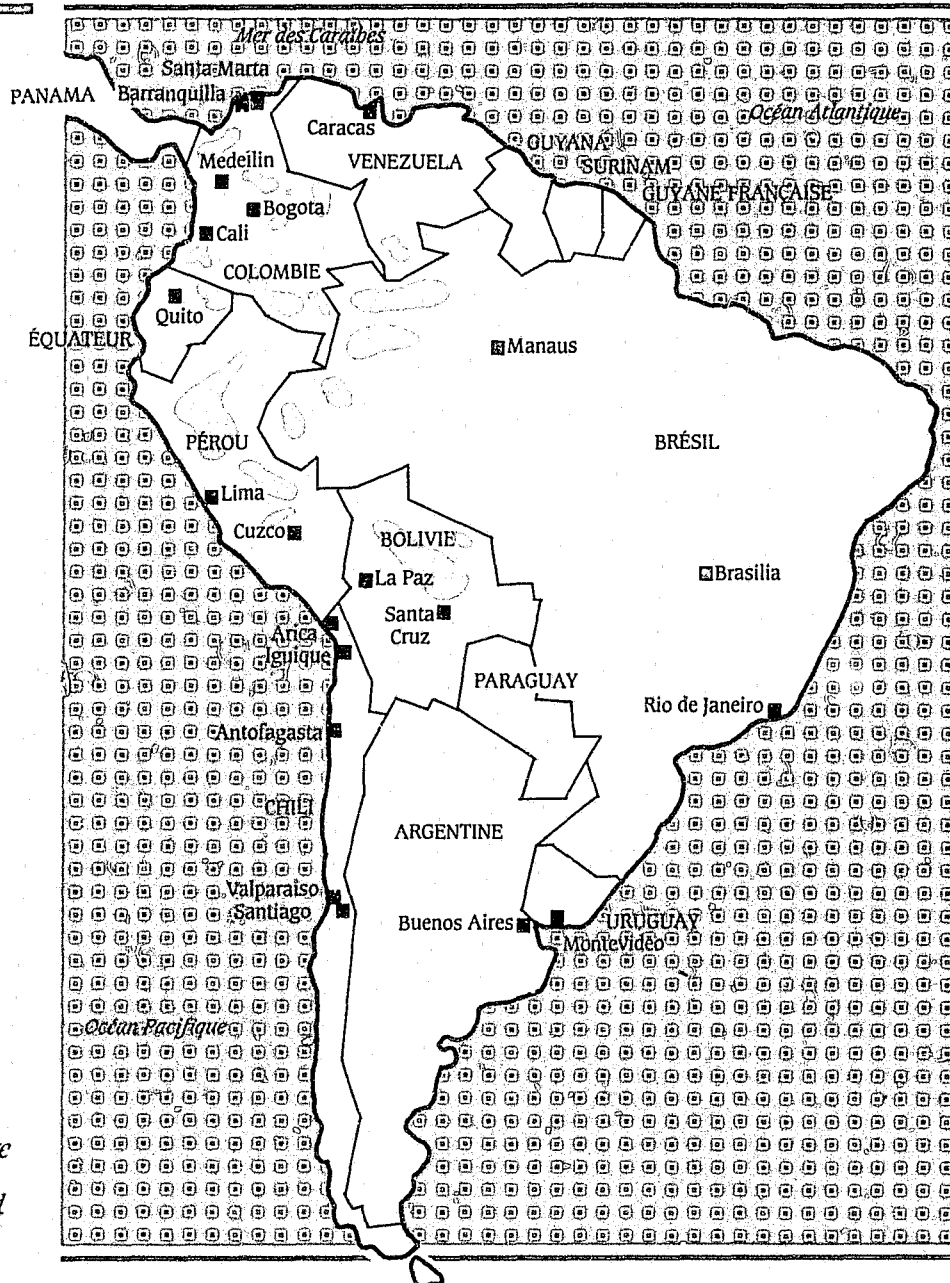 Mer des Caraïbes
Santa-Marta
PANAMA
Barranquilla
Océan Atlantique
Caracas
GUYANA
VENEZUELA
SURINAM
Medeilin
GUYANE FRANÇAISE
Bogota
Cali
COLOMBIE
Quito
ÉQUATEUR
Manaus
PÉROU
BRÉSIL
Lima
Cuzco
BOLIVIE
La Paz
Brasilia
Santa
Cruz
Arica
Iguique
PARAGUAY
Rio de Janeiro
Antofagasta
CHILI
ARGENTINE
Valparaiso
Santiago
Buenos Aires
URUGUAY
Montevideo
Océan Pacifique